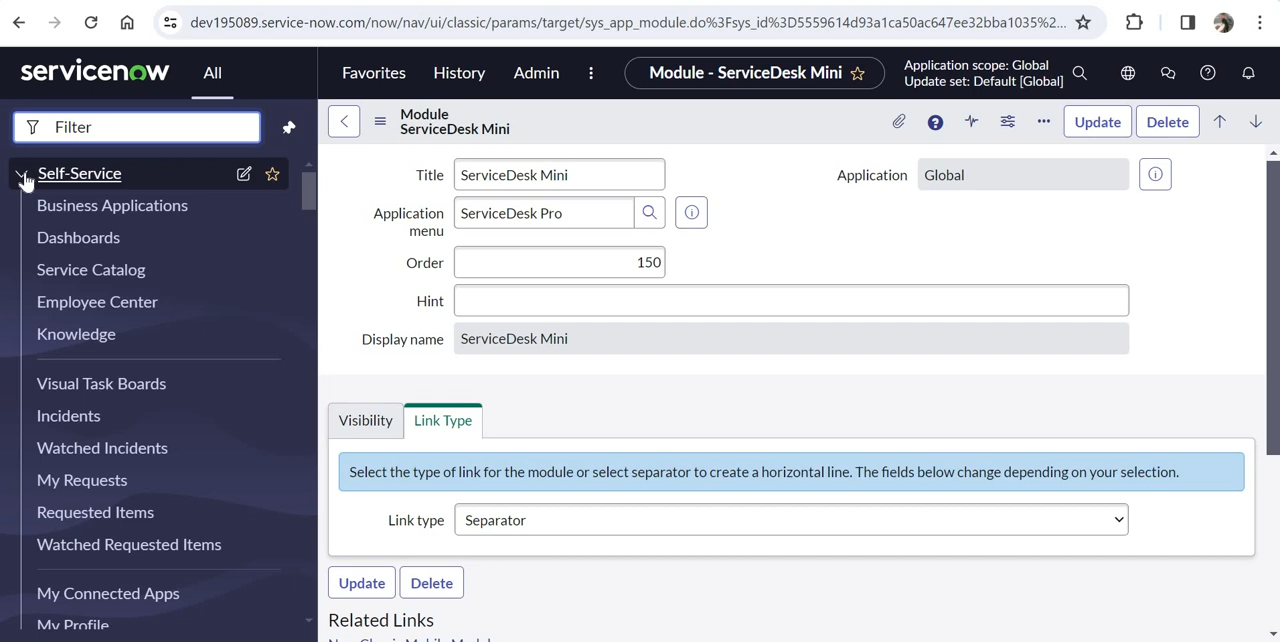 dev195089.service-now.com/now/nav/ui/classic/params/target/sys_app_module.do%3Fsys_id%3D5559614d93a1ca50ac647ee32bba1035%2...
servicenow
All
Favorites
History
Admin
Module - ServiceDesk Mini
Application scope: Global
Update set: Default [Global]
Filter
Self-Service
Business Applications
Dashboards
Service Catalog
Employee Center
Knowledge
Visual Task Boards
Incidents
Watched Incidents
My Requests
Requested Items
Watched Requested Items
My Connected Apps
My Profile
Module
ServiceDesk Mini
Update
Delete
Title
ServiceDesk Mini
Application
Global
Application menu
ServiceDesk Pro
Order
150
Hint
Display name
ServiceDesk Mini
Visibility
Link Type
Select the type of link for the module or select separator to create a horizontal line. The fields below change depending on your selection.
Link type
Separator
Update
Delete
Related Links